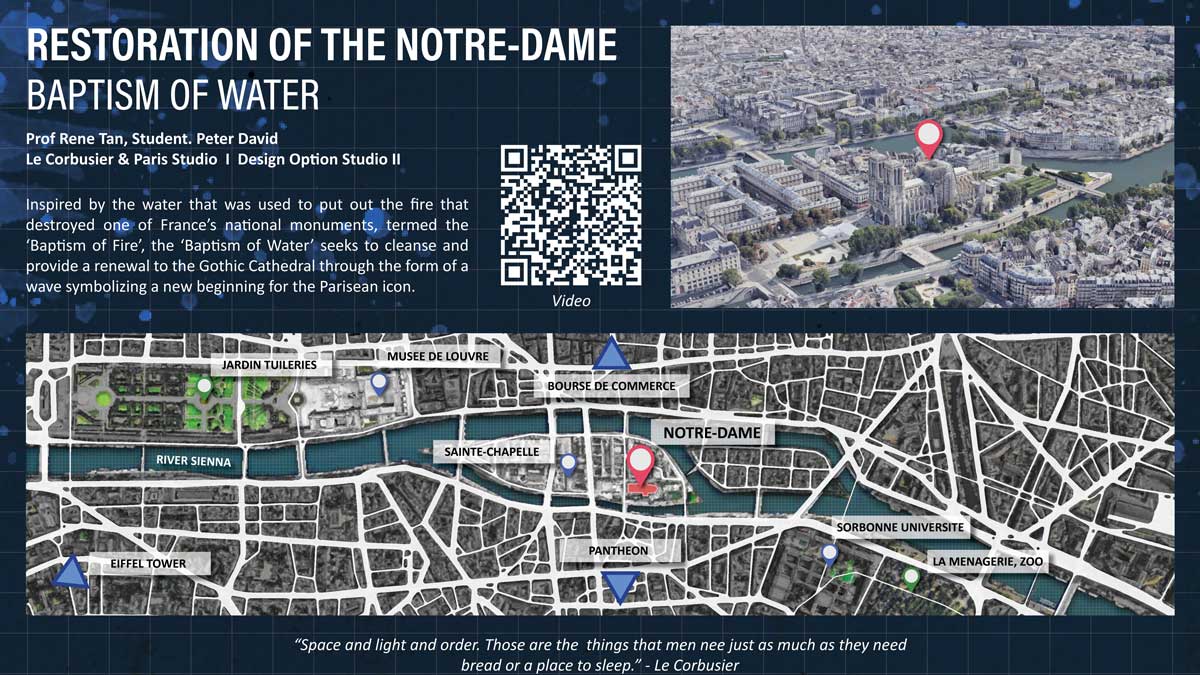 RESTORATION OF THE NOTRE-DAME
BAPTISM OF WATER
Prof Rene Tan, Student. Peter David
Le Corbusier & Paris Studio I Design Option Studio II
Inspired by the water that was used to put out the fire that
destroyed one of France's national monuments, termed the
'Baptism of Fire', the 'Baptism of Water' seeks to cleanse and
provide a renewal to the Gothic Cathedral through the form of a
wave symbolizing a new beginning for the Parisean icon.
Video
JARDIN TUILERIES
MUSEE DE LOUVRE
BOURSE DE COMMERCE
NOTRE-DAME
SAINTE-CHAPELLE
RIVER SIENNA
SORBONNE UNIVERSITE
PANTHEON
LA MENAGERIE, ZOO
EIFFEL TOWER
"Space and light and order. Those are the things that men nee just as much as they need
bread or a place to sleep." - Le Corbusier